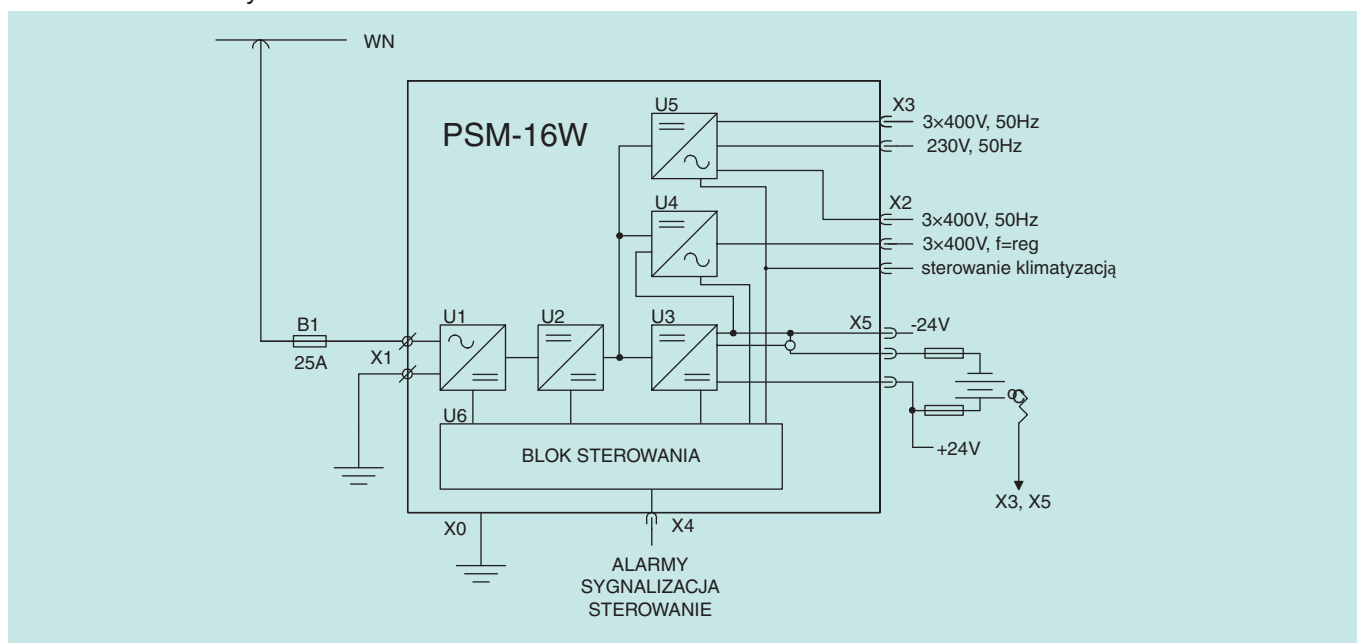 WN
PSM-16W
U5
X3
3×400V, 50Hz
230V, 50Hz
U4
X2
3×400V, 50Hz
3×400V, f=reg
sterowanie klimatyzacją
B1
25A
X1
U1
U2
U3
X5
-24V
U6
BLOK STEROWANIA
+24V
X3, X5
X0
X4
ALARMY
SYGNALIZACJA
STEROWANIE